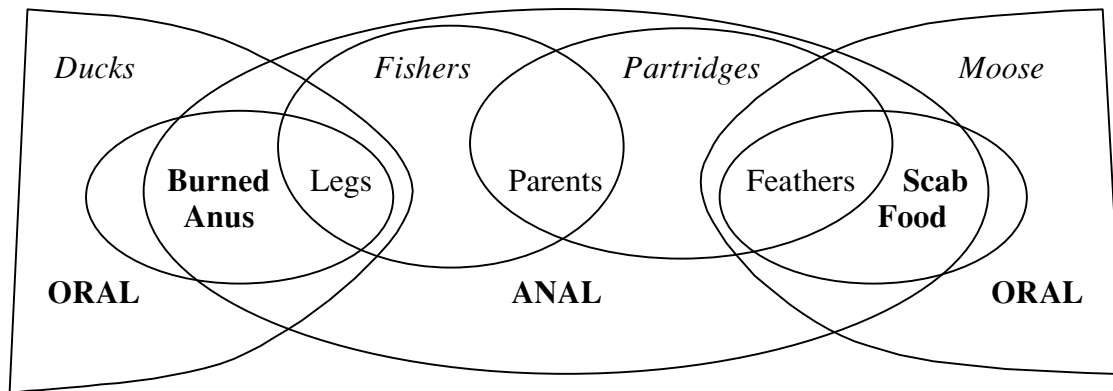 Ducks Fishers Partridges Moose
Burned Legs Parents Feathers Scab
Anus Food
ORAL ANAL ORAL